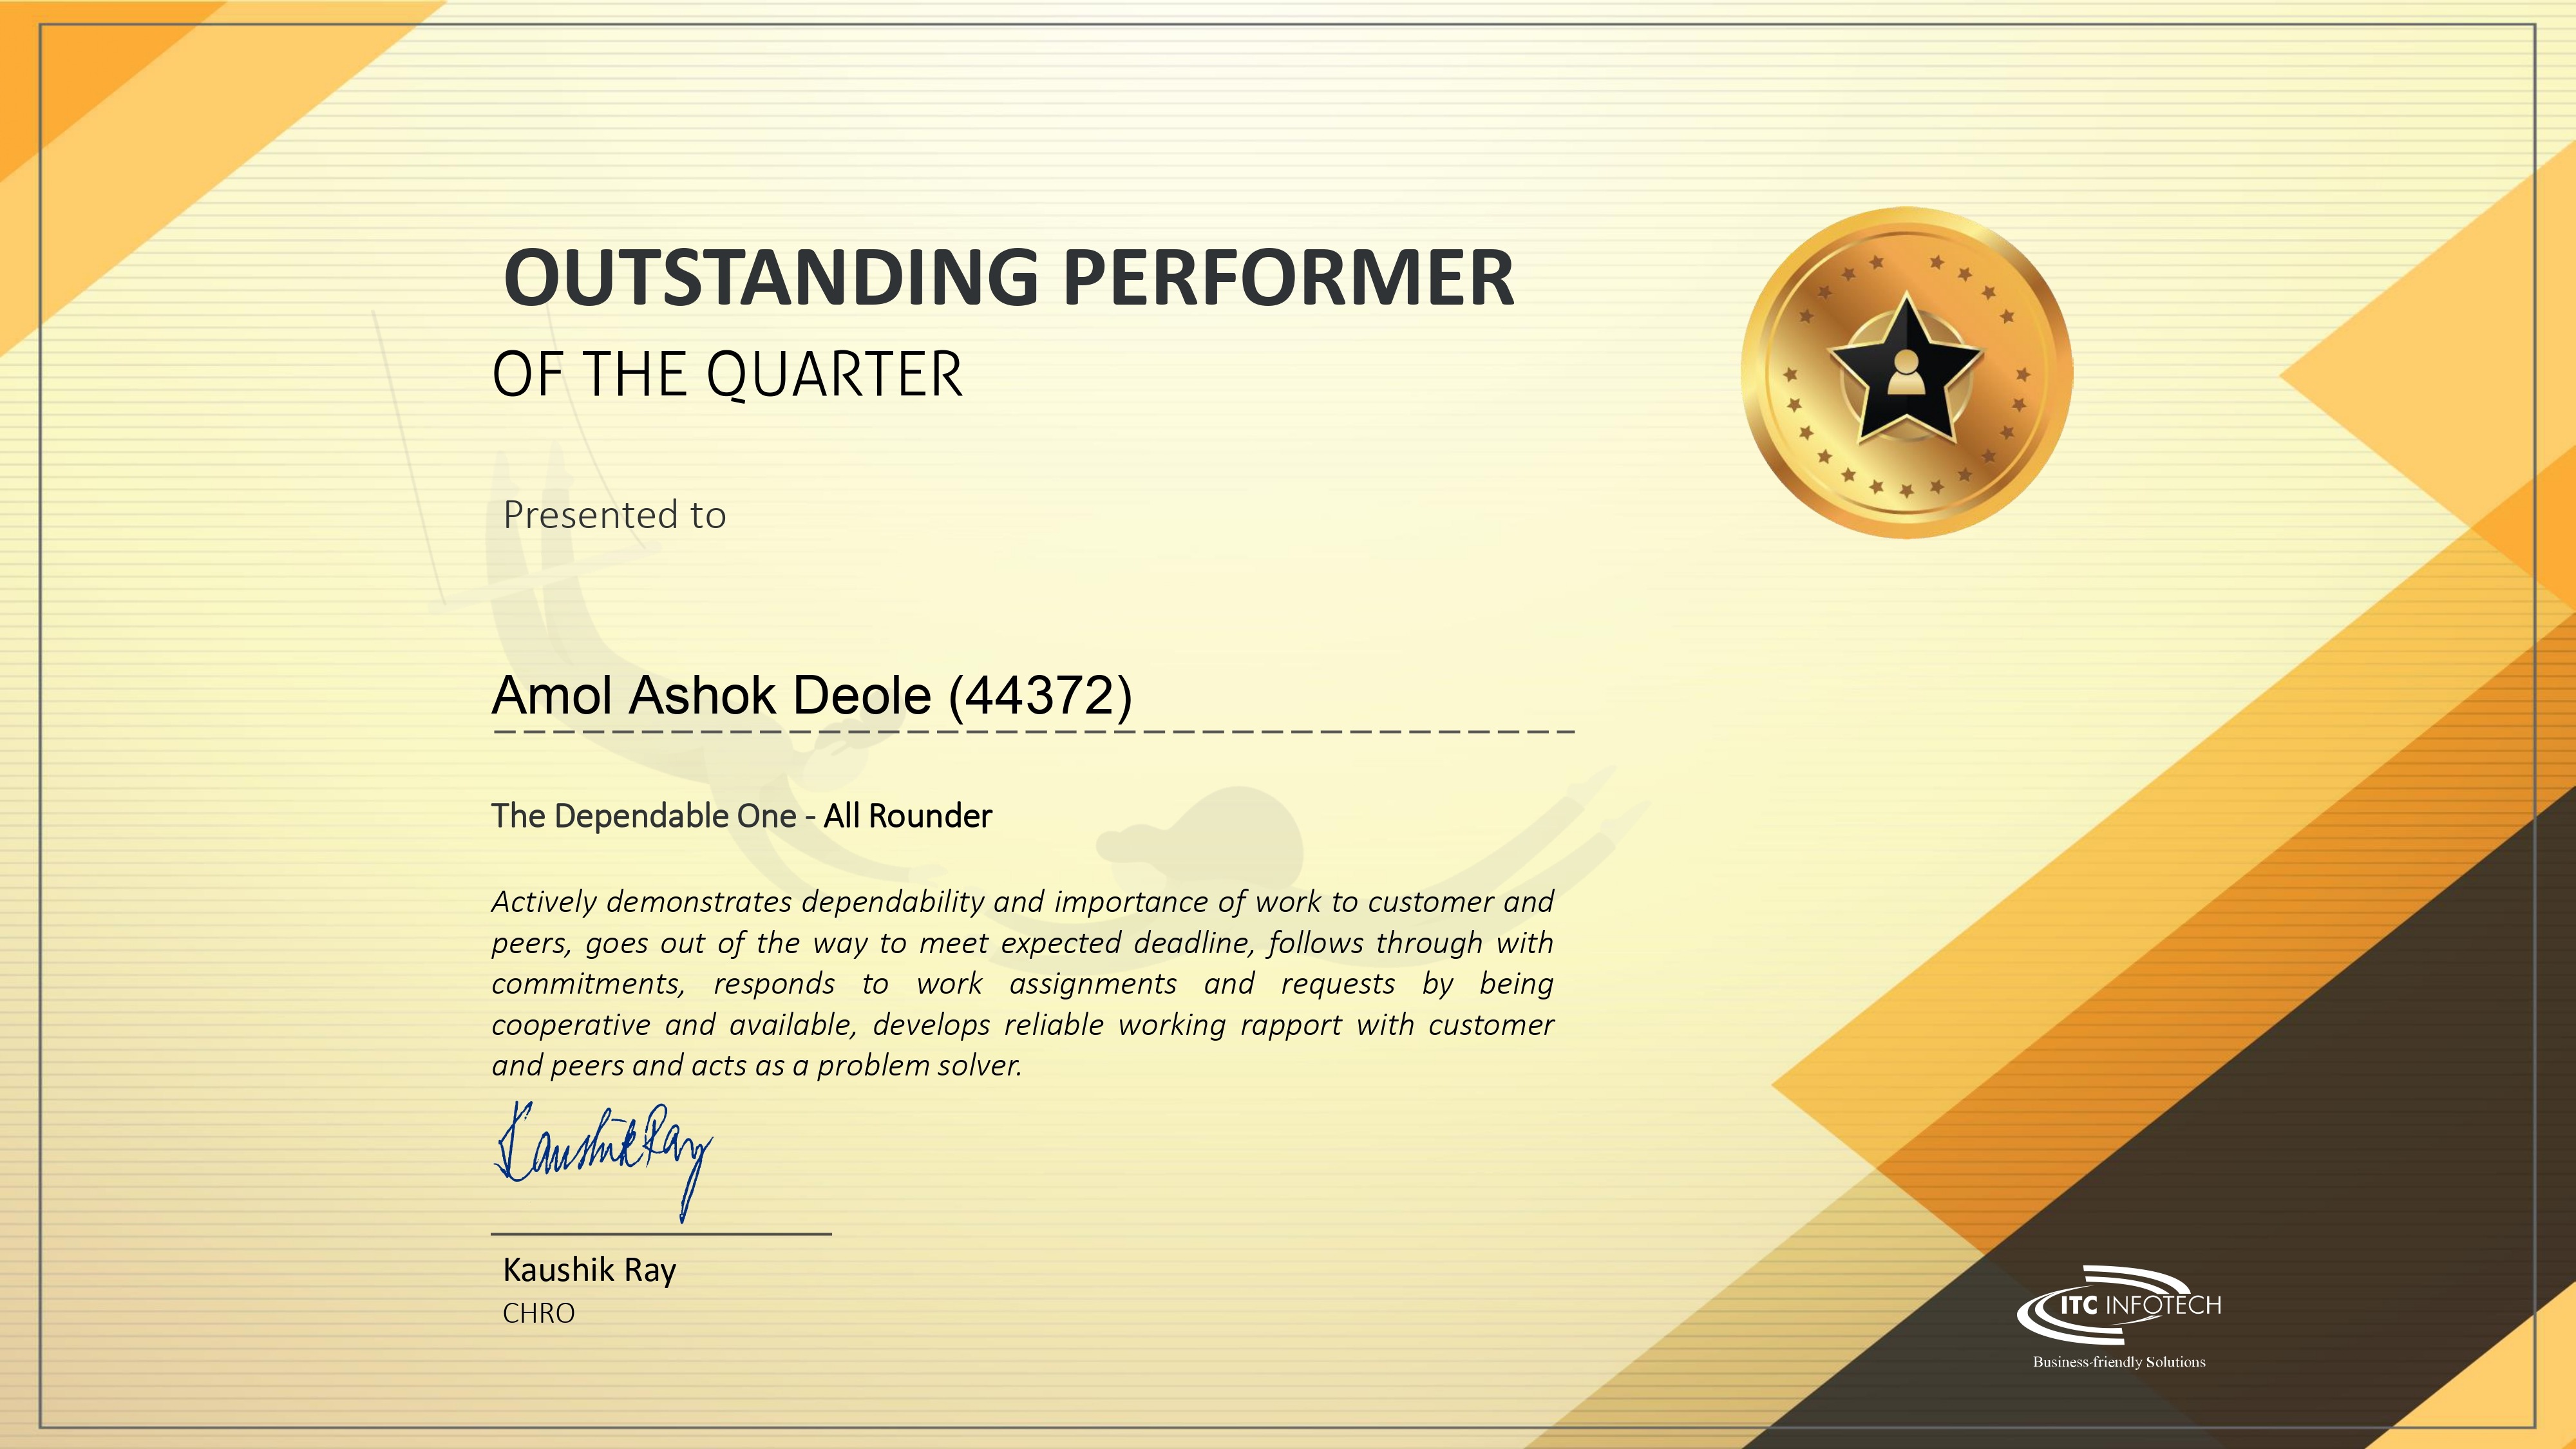 OUTSTANDING PERFORMER
OF THE QUARTER
Presented to
Amol Ashok Deole (44372)
The Dependable One - All Rounder
Actively demonstrates dependability and importance of work to customer and
peers, goes out of the way to meet expected deadline, follows through with
commitments, responds to work assignments and requests by being
cooperative and available, develops reliable working rapport with customer
and peers and acts as a problem solver.
Kaushik Ray
Kaushik Ray
CHRO
ITC INFOTECH
Business-friendly Solutions